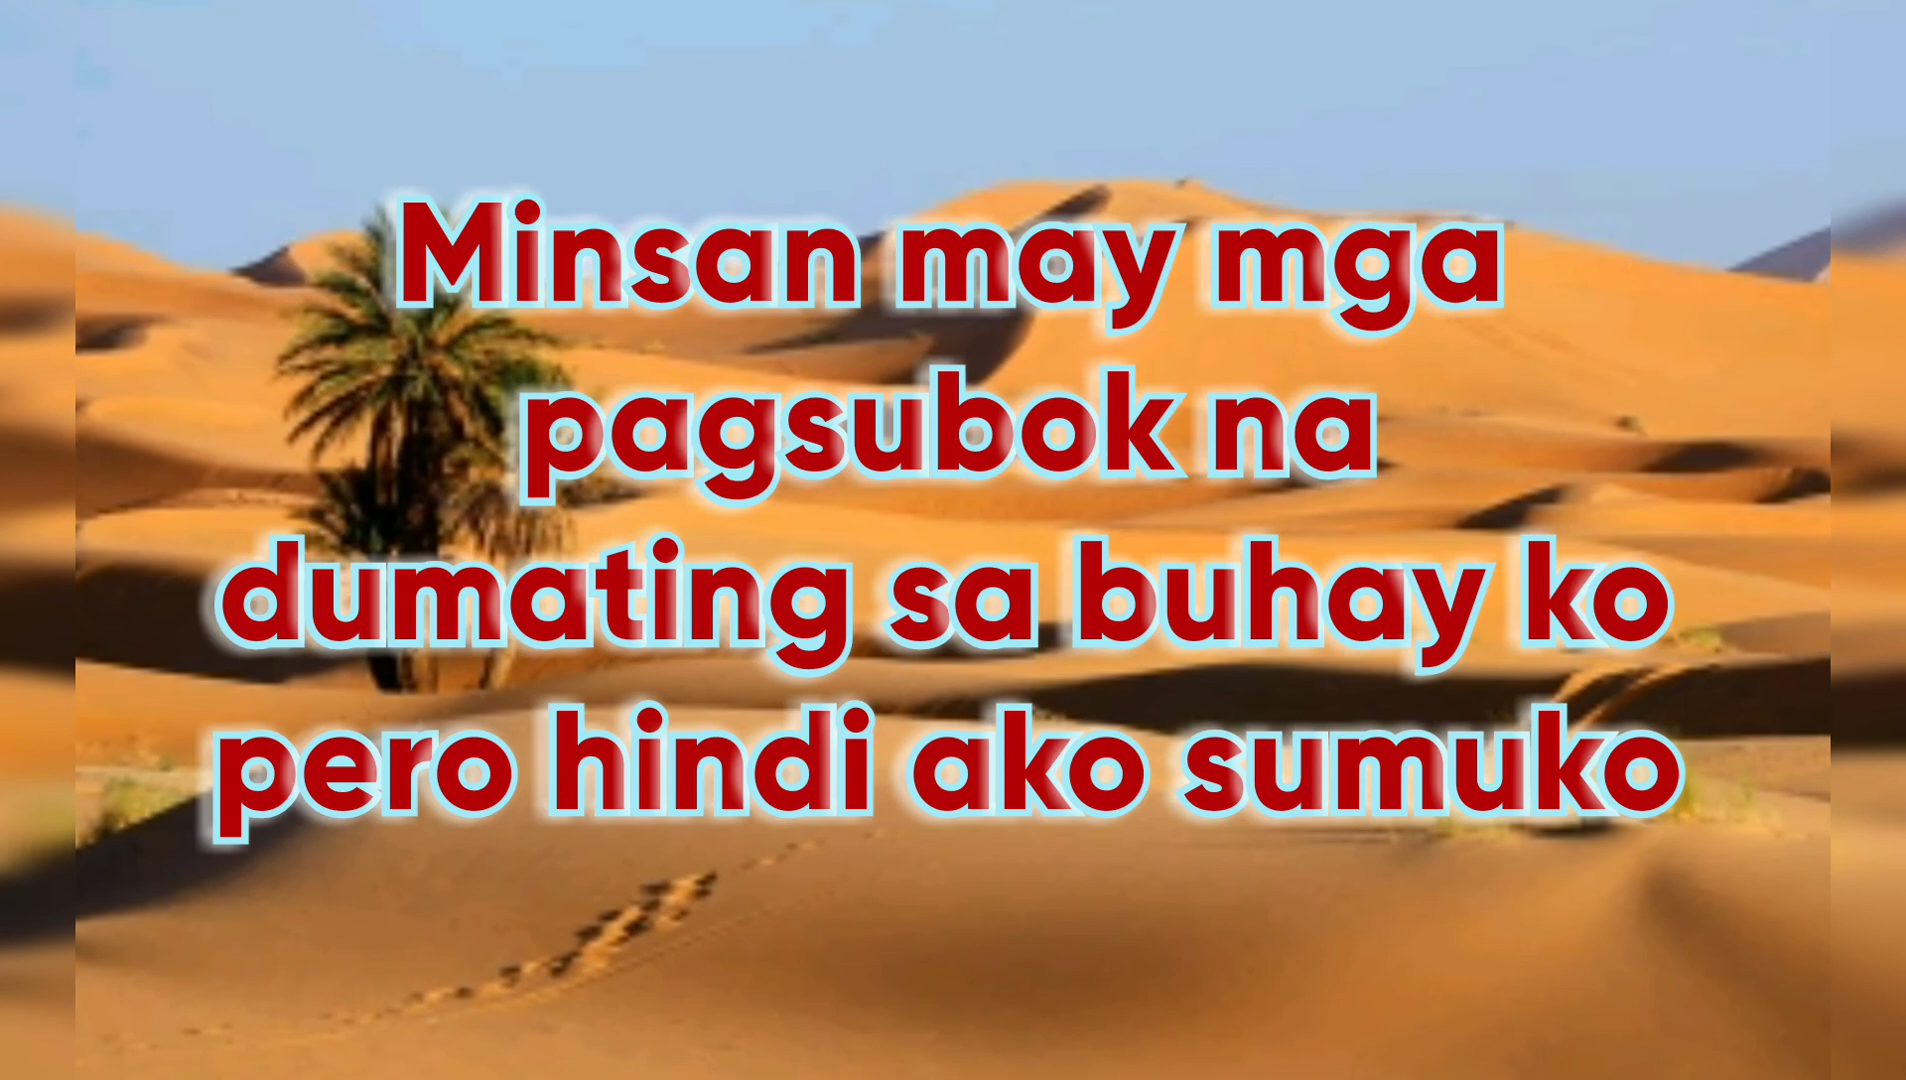 Minsan may mga
pagsubok na
dumating sa buhay ko
pero hindi ako sumuko